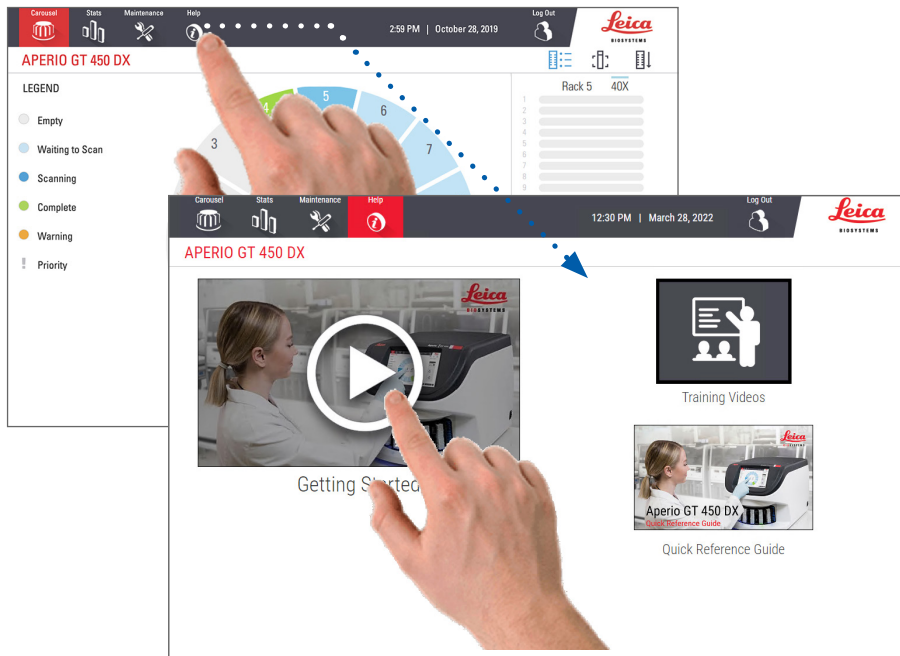 Carousel
Stats
Maintenance
Help
2:59 PM | October 28, 2019
Log Out
Leica
BIOSYSTEMS
APERIO GT 450 DX
LEGEND
Empty
Waiting to Scan
Scanning
Complete
Warning
! Priority
3
4
5
6
7
Rack 5 40X
1
2
3
4
5
6
7
8
9
Carousel
Stats
Maintenance
Help
12:30 PM | March 28, 2022
Log Out
Leica
BIOSYSTEMS
APERIO GT 450 DX
Leica
BIOSYSTEMS
Getting Started
Training Videos
Leica
Aperio GT 450 DX
Quick Reference Guide
Quick Reference Guide